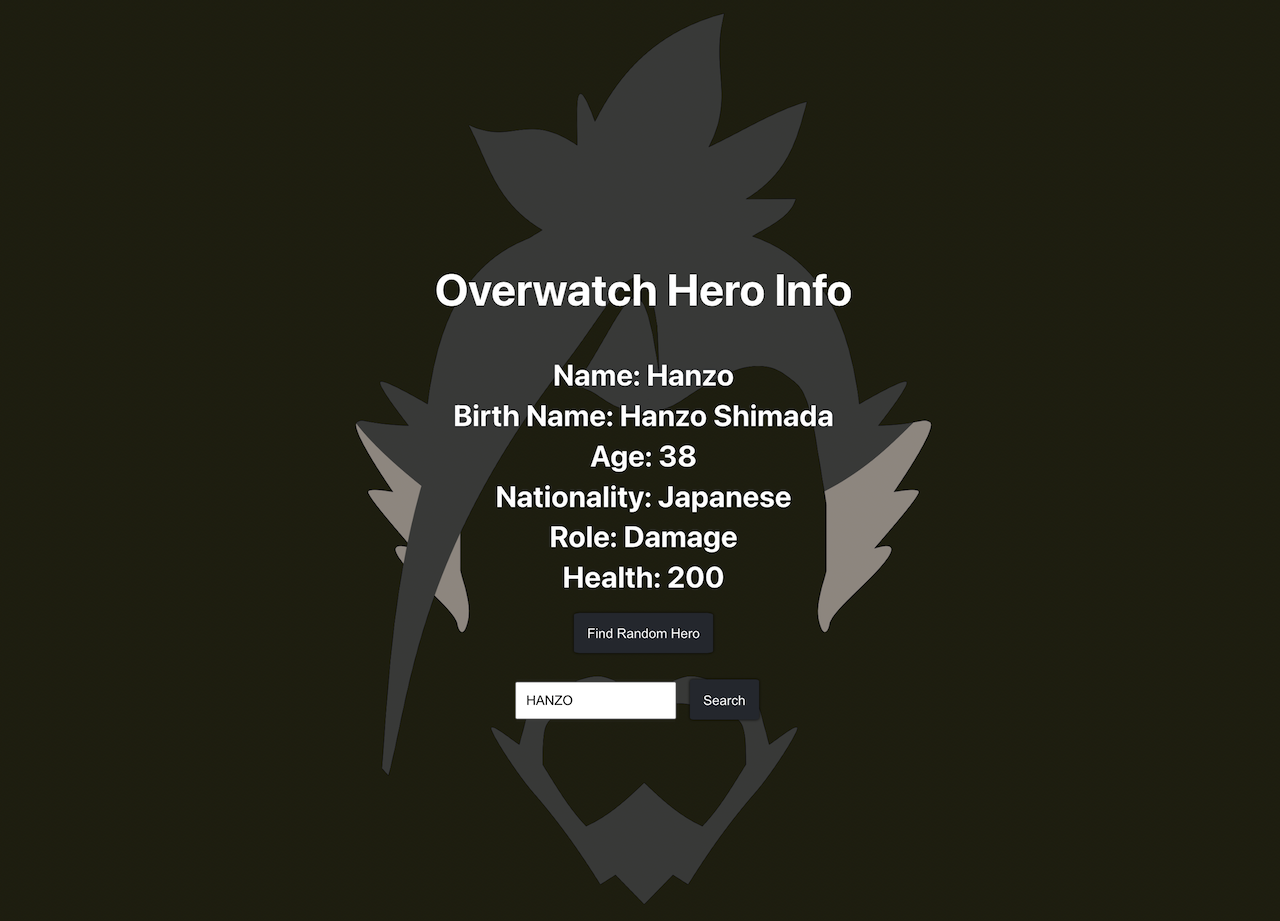 Overwatch Hero Info
Name: Hanzo
Birth Name: Hanzo Shimada
Age: 38
Nationality: Japanese
Role: Damage
Health: 200
Find Random Hero
HANZO Search